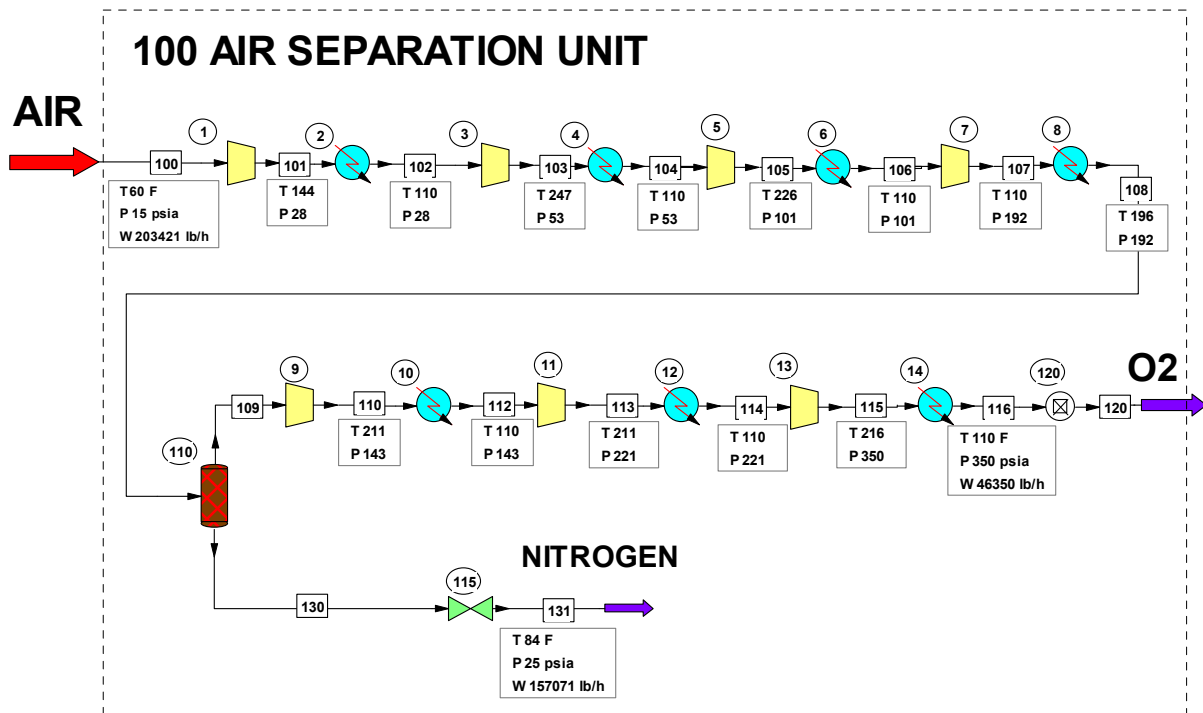 100 AIR SEPARATION UNIT
AIR
1
2
3
4
5
6
7
8
100
101
102
103
104
105
106
107
108
T60 F
P 15 psia
W 203421 lb/h
T 144
P 28
T 110
P 28
T 247
P 53
T 110
P 53
T 226
P 101
T 110
P 101
T 110
P 192
T 196
P 192
9
10
11
12
13
14
120
O2
109
110
112
113
114
115
116
120
110
T 211
P 143
T 110
P 143
T 211
P 221
T 110
P 221
T 216
P 350
T 110 F
P 350 psia
W 46350 lb/h
NITROGEN
115
130
131
T 84 F
P 25 psia
W 157071 lb/h